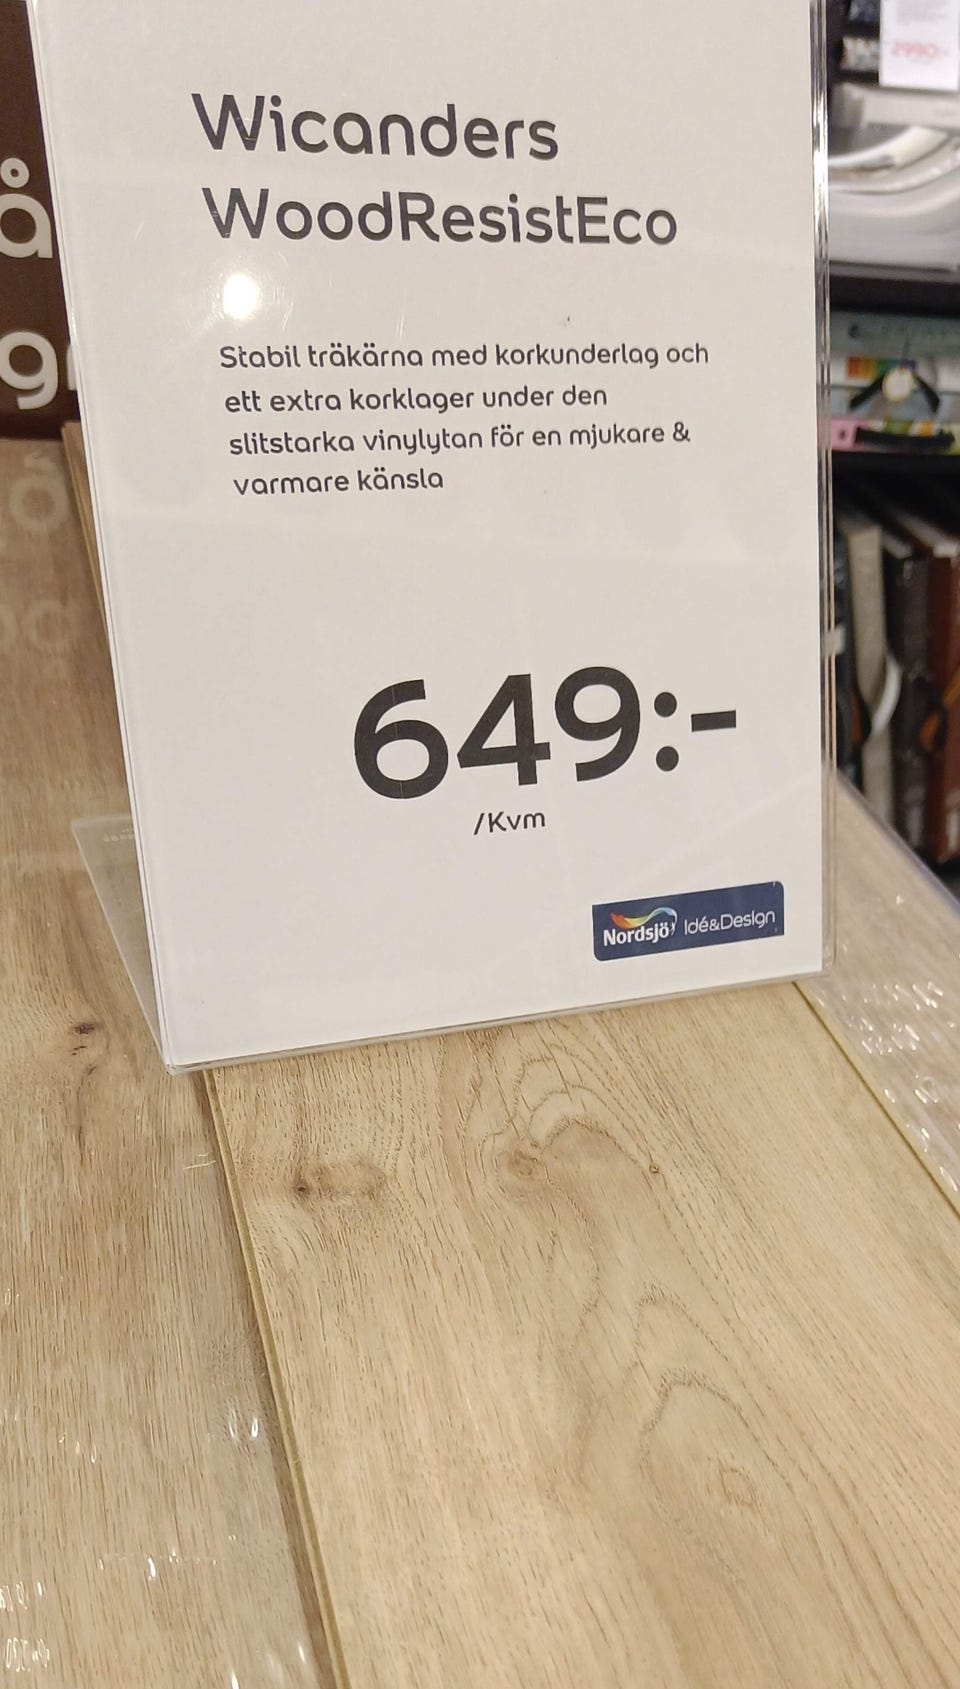 Wicanders
WoodResistEco
Stabil träkärna med korkunderlag och
ett extra korklager under den
slitstarka vinylytan för en mjukare &
varmare känsla
649:-
/Kvm
Nordsjö Idé&Design
2990:-
å
g